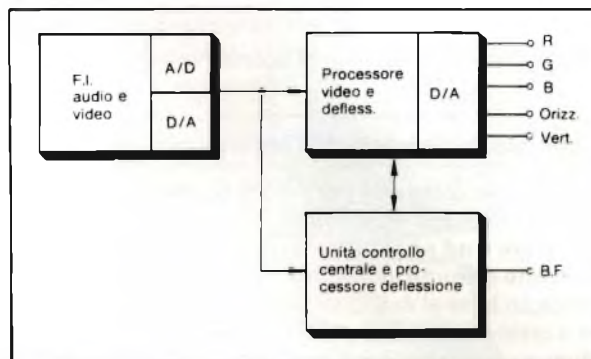 F.I.
audio e
video
A/D
D/A
Processore
video e
defless.
D/A
R
G
B
Orizz.
Vert.
Unità controllo
centrale e pro-
cessore deflessione
B.F.